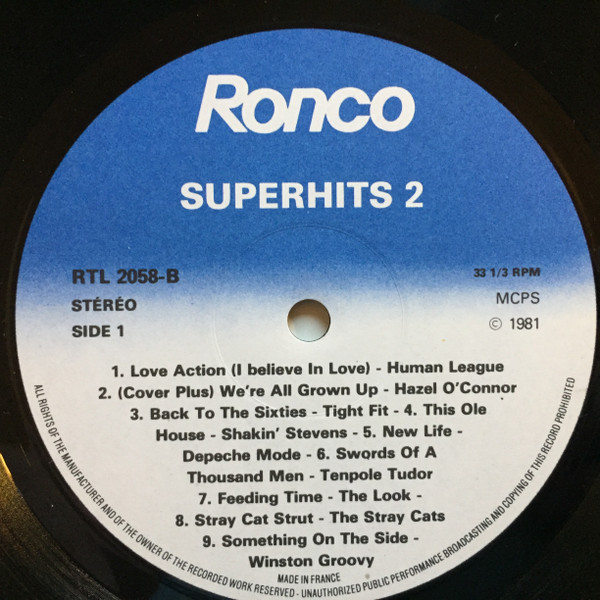 Ronco
SUPERHITS 2
RTL 2058-B
33 1/3 RPM
STÉRÉO
MCPS
SIDE 1
© 1981
1. Love Action (I believe In Love) - Human League
2. (Cover Plus) We're All Grown Up - Hazel O'Connor
3. Back To The Sixties - Tight Fit - 4. This Ole
House - Shakin' Stevens - 5. New Life -
Depeche Mode - 6. Swords Of A
Thousand Men - Tenpole Tudor
7. Feeding Time - The Look -
8. Stray Cat Strut - The Stray Cats
9. Something On The Side -
Winston Groovy
MADE IN FRANCE
ALL RIGHTS OF THE MANUFACTURER AND OF THE OWNER OF THE RECORDED WORK RESERVED - UNAUTHORIZED PUBLIC PERFORMANCE BROADCASTING AND COPYING OF THIS RECORD PROHIBITED